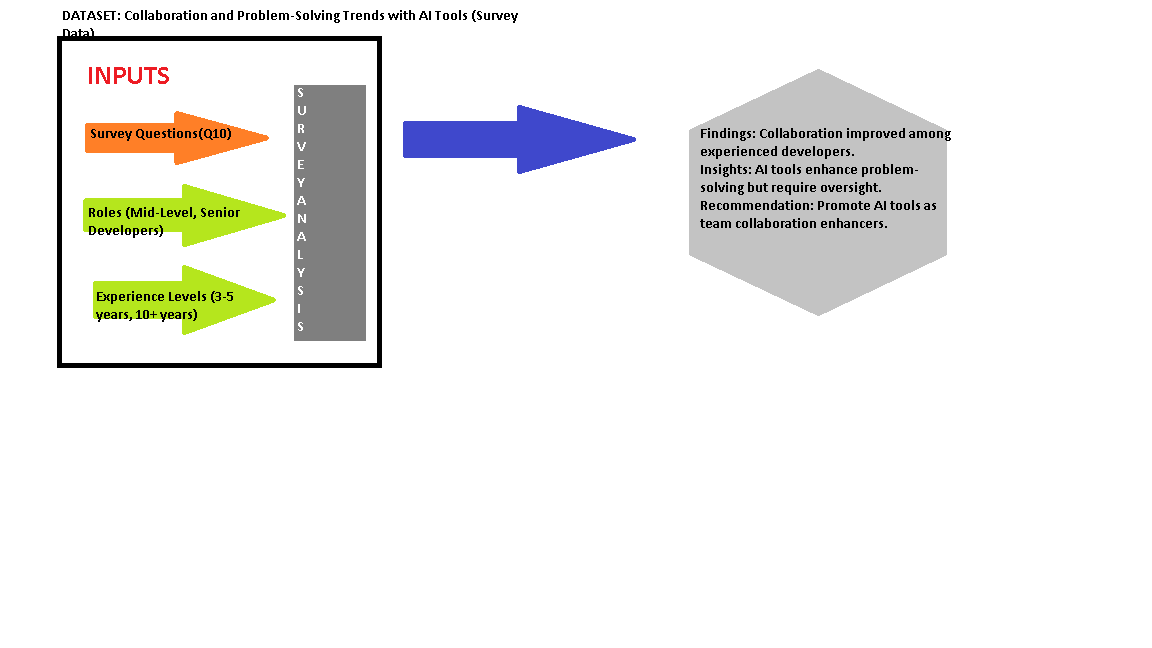 DATASET: Collaboration and Problem-Solving Trends with AI Tools (Survey
Data)
INPUTS
Survey Questions(Q10)
Roles (Mid-Level, Senior
Developers)
Experience Levels (3-5
years, 10+ years)
S
U
R
V
E
Y
A
N
A
L
Y
S
I
S
Findings: Collaboration improved among
experienced developers.
Insights: AI tools enhance problem-
solving but require oversight.
Recommendation: Promote AI tools as
team collaboration enhancers.